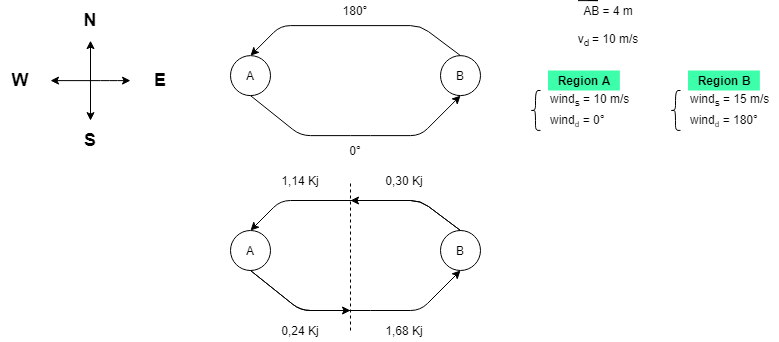 N
W
E
S
180°
A
B
0°
AB = 4 m
v_d = 10 m/s
Region A
wind_s = 10 m/s
wind_d = 0°
Region B
wind_s = 15 m/s
wind_d = 180°
1,14 Kj
0,30 Kj
A
B
0,24 Kj
1,68 Kj